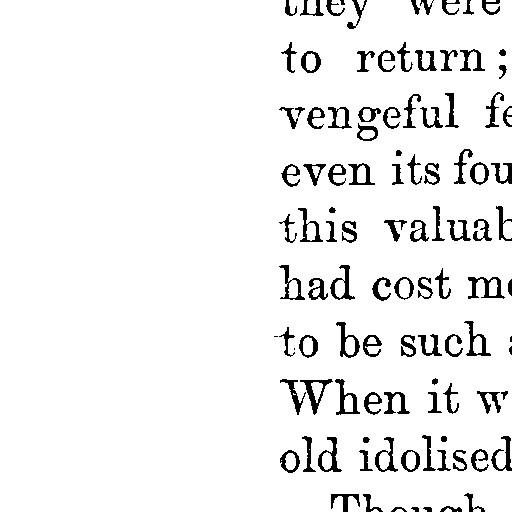 they were
to return;
vengeful fe
even its fou
this valuab
had cost mo
to be such a
When it w
old idolised
Though